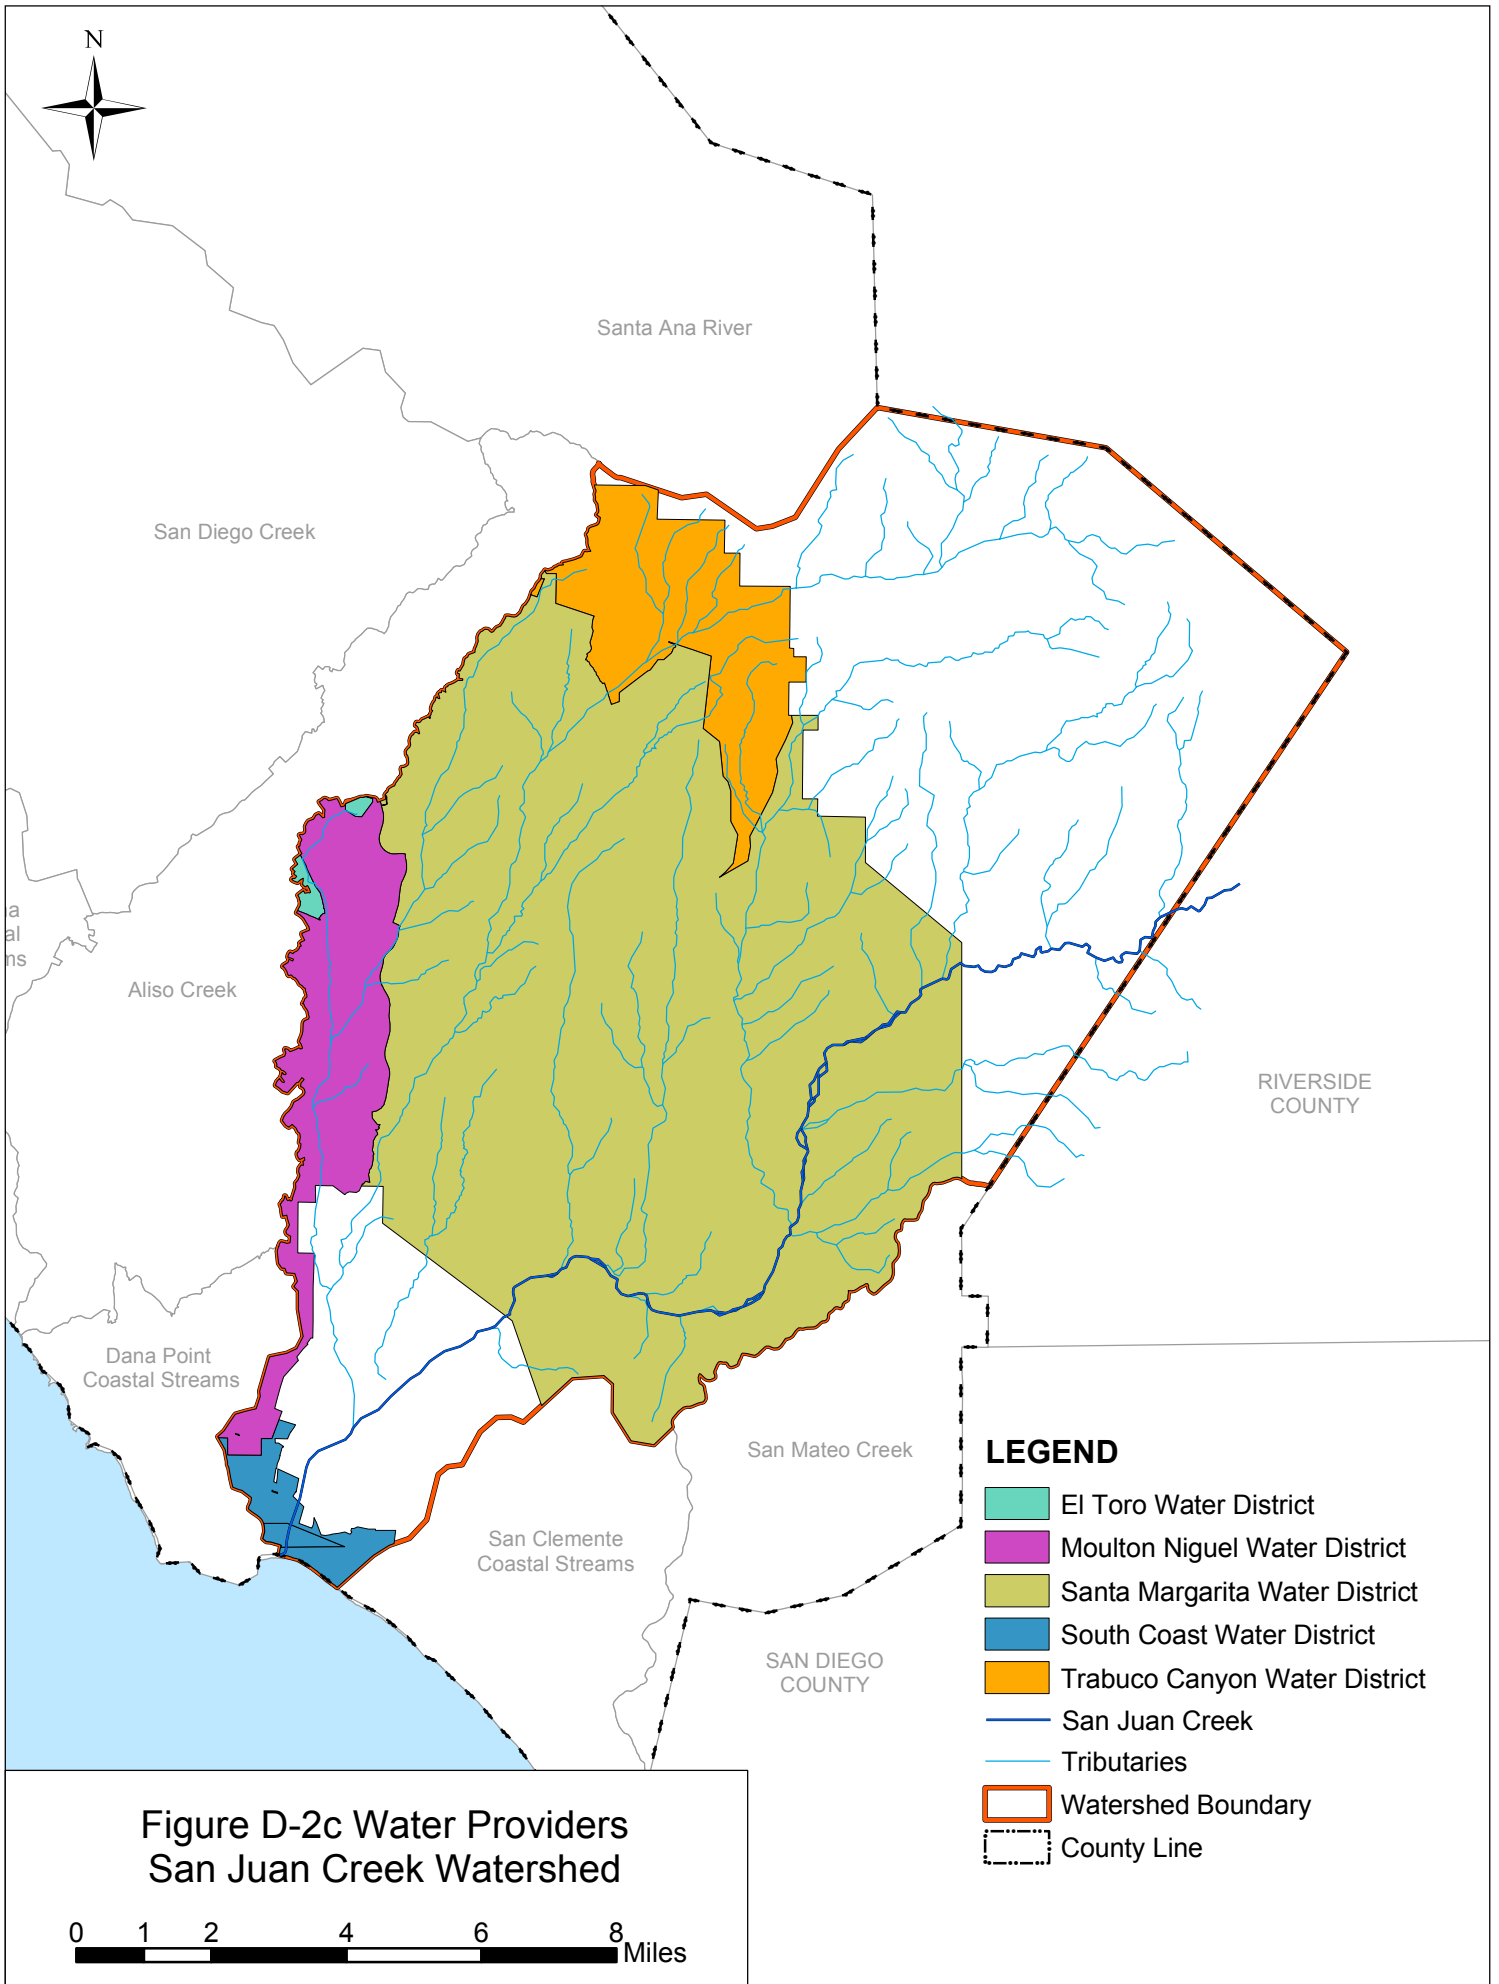 N
Santa Ana River
San Diego Creek
Aliso Creek
RIVERSIDE
COUNTY
Dana Point
Coastal Streams
San Mateo Creek
San Clemente
Coastal Streams
SAN DIEGO
COUNTY
LEGEND
El Toro Water District
Moulton Niguel Water District
Santa Margarita Water District
South Coast Water District
Trabuco Canyon Water District
San Juan Creek
Tributaries
Watershed Boundary
County Line
Figure D-2c Water Providers
San Juan Creek Watershed
0 1 2 4 6 8 Miles